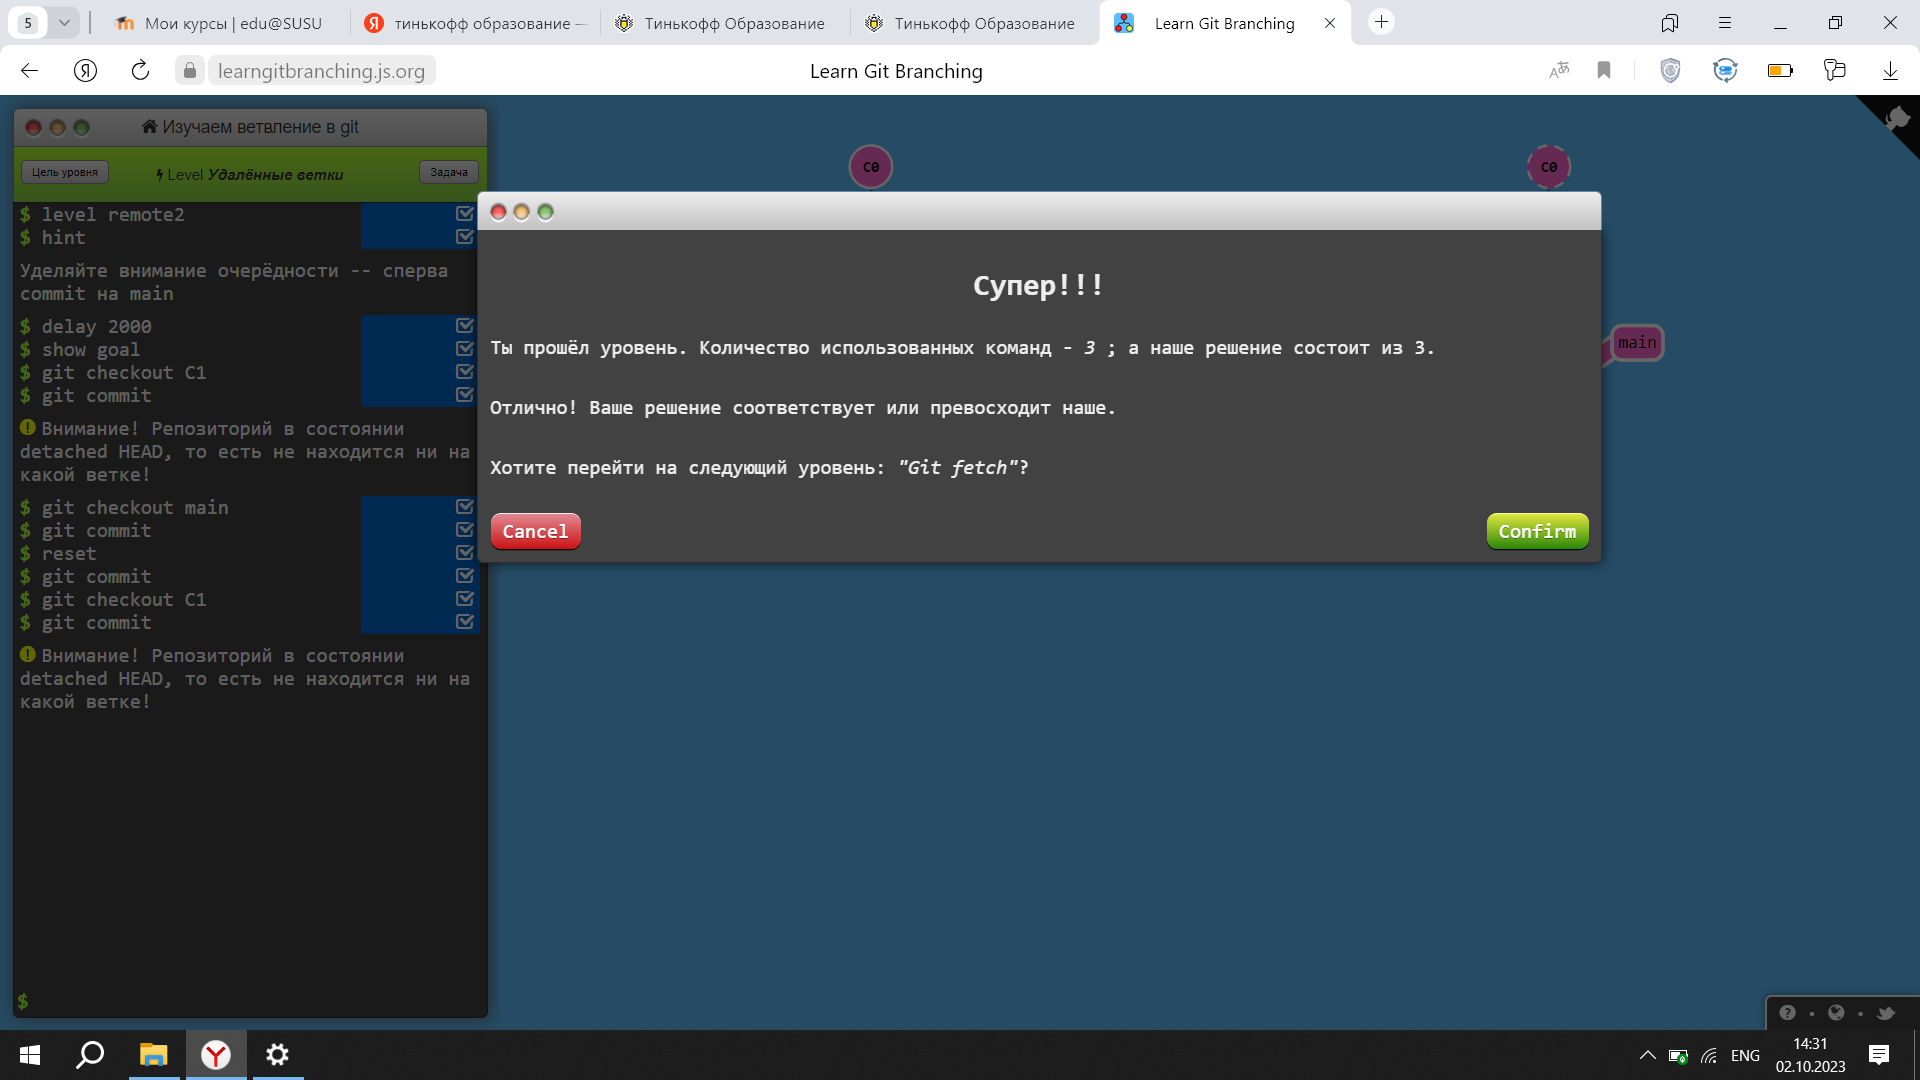 5
Мои курсы | edu@SUSU
тинькофф образование —
Тинькофф Образование
Тинькофф Образование
Learn Git Branching
learngitbranching.js.org
Learn Git Branching
Изучаем ветвление в git
Цель уровня
Level Удалённые ветки
Задача
$ level remote2
$ hint
Уделяйте внимание очерёдности -- сперва
commit на main
$ delay 2000
$ show goal
$ git checkout C1
$ git commit
Внимание! Репозиторий в состоянии
detached HEAD, то есть не находится ни на
какой ветке!
$ git checkout main
$ git commit
$ reset
$ git commit
$ git checkout C1
$ git commit
Внимание! Репозиторий в состоянии
detached HEAD, то есть не находится ни на
какой ветке!
$
C0
C0
main
Супер!!!
Ты прошёл уровень. Количество использованных команд - 3 ; а наше решение состоит из 3.
Отлично! Ваше решение соответствует или превосходит наше.
Хотите перейти на следующий уровень: "Git fetch"?
Cancel
Confirm
ENG
14:31
02.10.2023